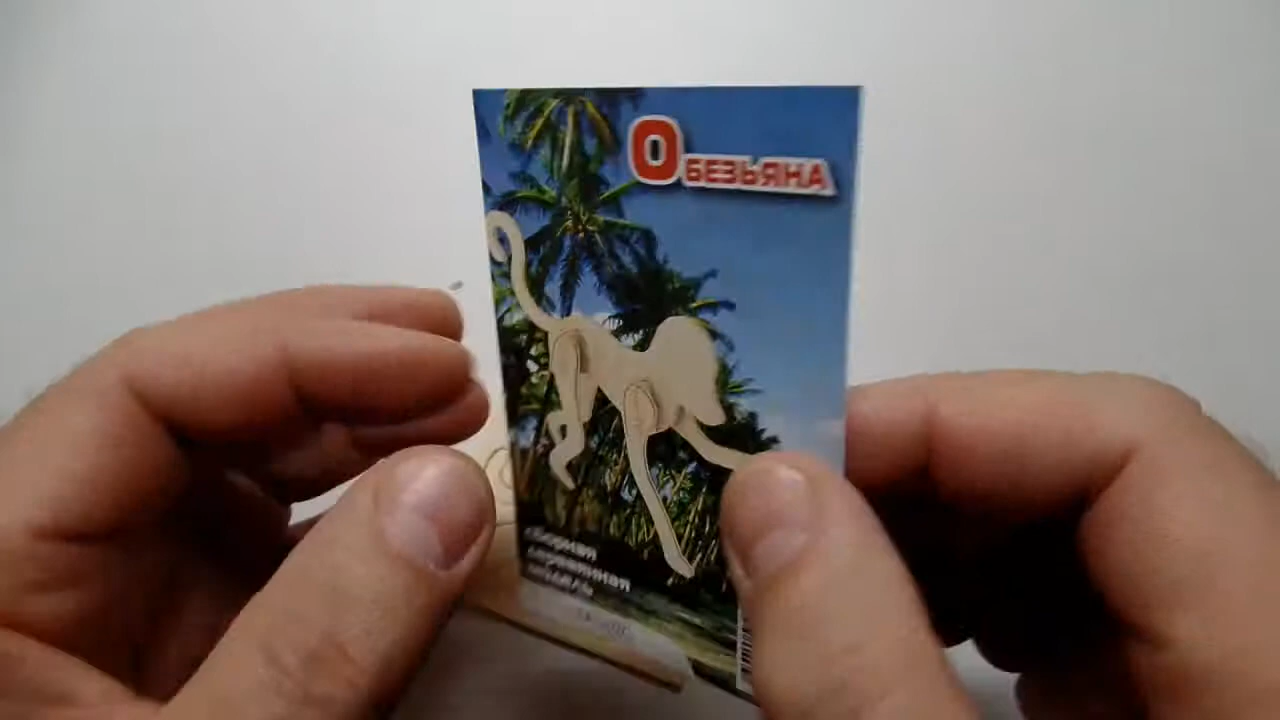 Обезьяна
сборная
деревянная
модель